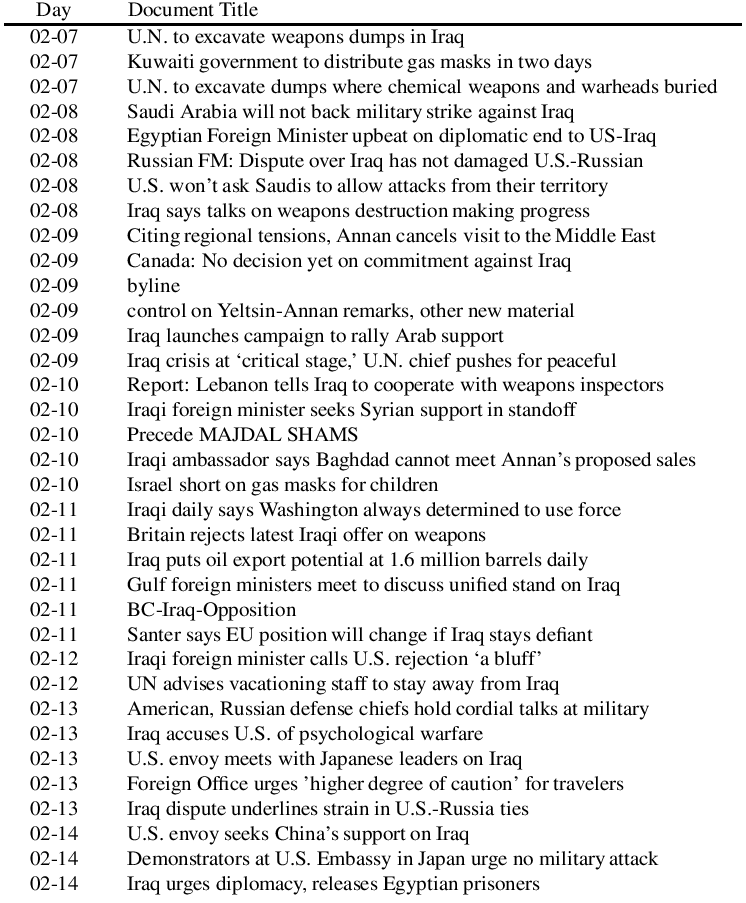 Day Document Title
02-07 U.N. to excavate weapons dumps in Iraq
02-07 Kuwaiti government to distribute gas masks in two days
02-07 U.N. to excavate dumps where chemical weapons and warheads buried
02-08 Saudi Arabia will not back military strike against Iraq
02-08 Egyptian Foreign Minister upbeat on diplomatic end to US-Iraq
02-08 Russian FM: Dispute over Iraq has not damaged U.S.-Russian
02-08 U.S. won’t ask Saudis to allow attacks from their territory
02-08 Iraq says talks on weapons destruction making progress
02-09 Citing regional tensions, Annan cancels visit to the Middle East
02-09 Canada: No decision yet on commitment against Iraq
02-09 byline
02-09 control on Yeltsin-Annan remarks, other new material
02-09 Iraq launches campaign to rally Arab support
02-09 Iraq crisis at ‘critical stage,’ U.N. chief pushes for peaceful
02-10 Report: Lebanon tells Iraq to cooperate with weapons inspectors
02-10 Iraqi foreign minister seeks Syrian support in standoff
02-10 Precede MAJDAL SHAMS
02-10 Iraqi ambassador says Baghdad cannot meet Annan’s proposed sales
02-10 Israel short on gas masks for children
02-11 Iraqi daily says Washington always determined to use force
02-11 Britain rejects latest Iraqi offer on weapons
02-11 Iraq puts oil export potential at 1.6 million barrels daily
02-11 Gulf foreign ministers meet to discuss unified stand on Iraq
02-11 BC-Iraq-Opposition
02-11 Santer says EU position will change if Iraq stays defiant
02-12 Iraqi foreign minister calls U.S. rejection ‘a bluff’
02-12 UN advises vacationing staff to stay away from Iraq
02-13 American, Russian defense chiefs hold cordial talks at military
02-13 Iraq accuses U.S. of psychological warfare
02-13 U.S. envoy meets with Japanese leaders on Iraq
02-13 Foreign Office urges ’higher degree of caution’ for travelers
02-13 Iraq dispute underlines strain in U.S.-Russia ties
02-14 U.S. envoy seeks China’s support on Iraq
02-14 Demonstrators at U.S. Embassy in Japan urge no military attack
02-14 Iraq urges diplomacy, releases Egyptian prisoners